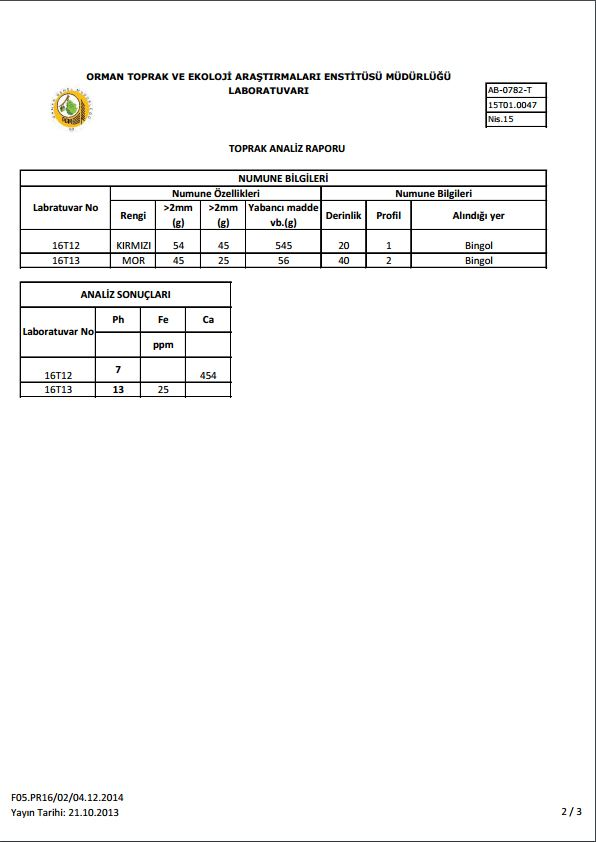 ORMAN TOPRAK VE EKOLOJİ ARAŞTIRMALARI ENSTİTÜSÜ MÜDÜRLÜĞÜ
LABORATUVARI
AB-0782-T
15T01.0047
Nis.15
TOPRAK ANALİZ RAPORU
NUMUNE BİLGİLERİ
Labratuvar No Numune Özellikleri Numune Bilgileri
Rengi >2mm (g) >2mm (g) Yabancı madde vb.(g) Derinlik Profil Alındığı yer
16T12 KIRMIZI 54 45 545 20 1 Bingol
16T13 MOR 45 25 56 40 2 Bingol
ANALİZ SONUÇLARI
Laboratuvar No Ph Fe Ca
ppm
16T12 7 454
16T13 13 25
F05.PR16/02/04.12.2014
Yayın Tarihi: 21.10.2013
2 / 3